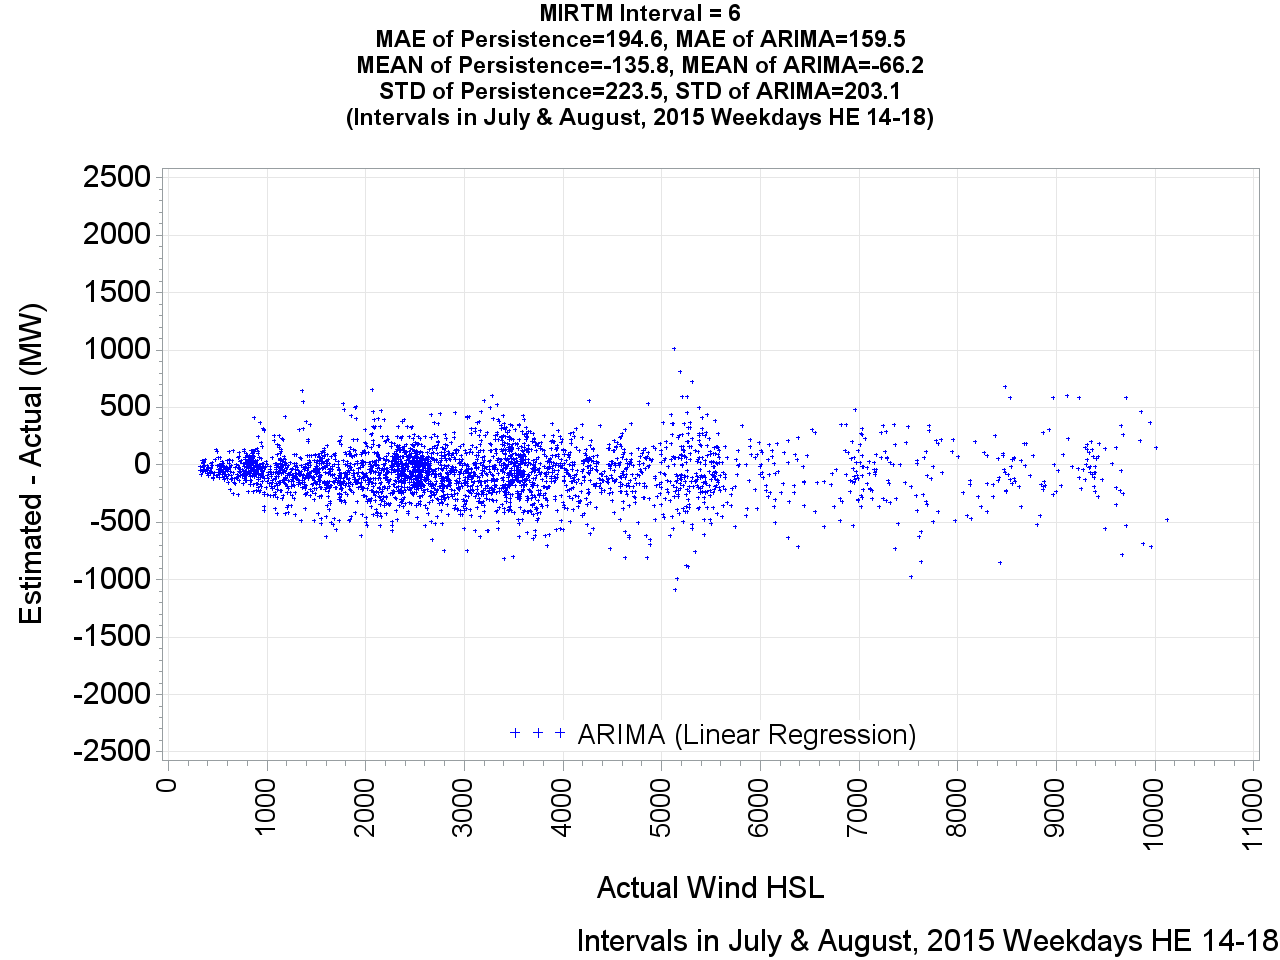 MIRTM Interval = 6
MAE of Persistence=194.6, MAE of ARIMA=159.5
MEAN of Persistence=-135.8, MEAN of ARIMA=-66.2
STD of Persistence=223.5, STD of ARIMA=203.1
(Intervals in July & August, 2015 Weekdays HE 14-18)
Estimated - Actual (MW)
2500
2000
1500
1000
500
0
-500
-1000
-1500
-2000
-2500
ARIMA (Linear Regression)
0
1000
2000
3000
4000
5000
6000
7000
8000
9000
10000
11000
Actual Wind HSL
Intervals in July & August, 2015 Weekdays HE 14-18